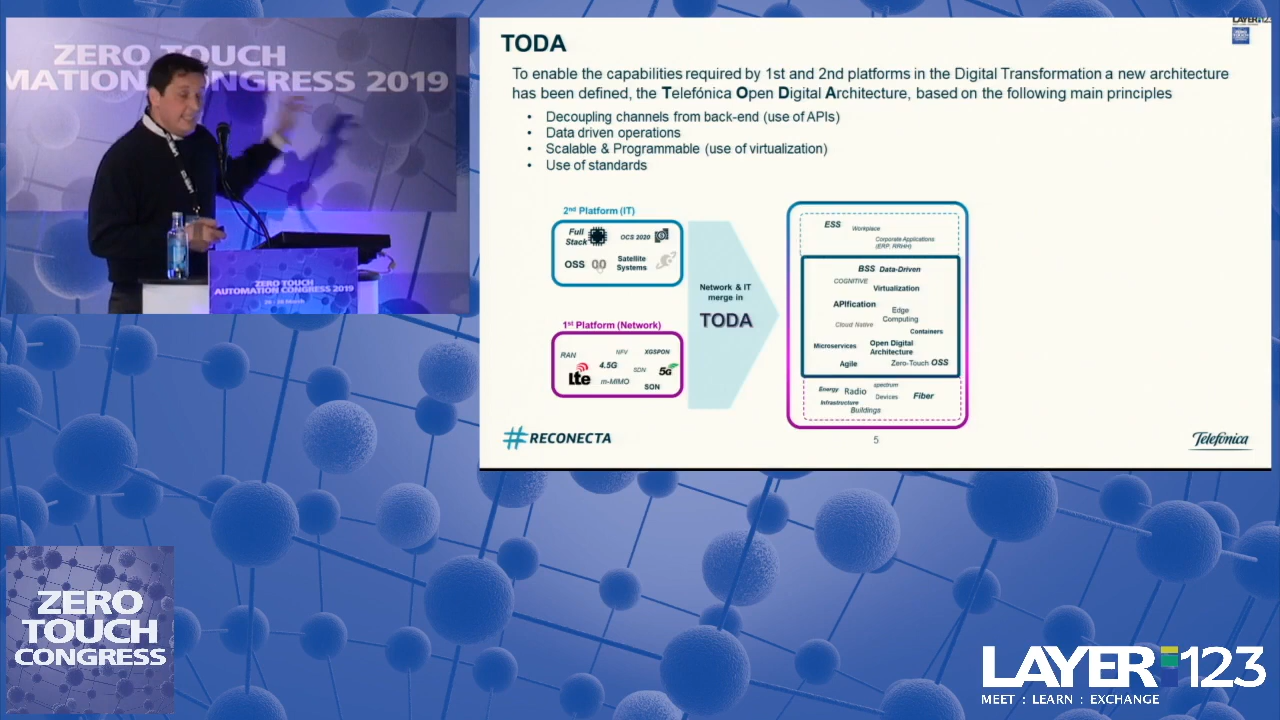 ZERO TOUCH
MATION CONGRESS 2019
ZERO TOUCH
AUTOMATION CONGRESS 2019
26 - 28 March
LAYER123
TODA
To enable the capabilities required by 1st and 2nd platforms in the Digital Transformation a new architecture
has been defined, the Telefónica Open Digital Architecture, based on the following main principles
• Decoupling channels from back-end (use of APIs)
• Data driven operations
• Scalable & Programmable (use of virtualization)
• Use of standards
2nd Platform (IT)
Full
Stack
OCS 2020
OSS
Satellite
Systems
1st Platform (Network)
RAN
NFV
XGSPON
Lte
4.5G
SDN
5G
m-MIMO
SON
Network & IT
merge in
TODA
ESS
Workplace
Corporate Applications
(ERP, RRHH)
BSS Data-Driven
COGNITIVE
Virtualization
APIfication
Edge
Computing
Cloud Native
Containers
Microservices
Open Digital
Architecture
Agile
Zero-Touch OSS
Energy
Radio
spectrum
Devices
Fiber
Infrastructure
Buildings
#RECONECTA
5
Telefónica
ZERO
TOUCH
CONGRESS
LAYER123
MEET : LEARN : EXCHANGE